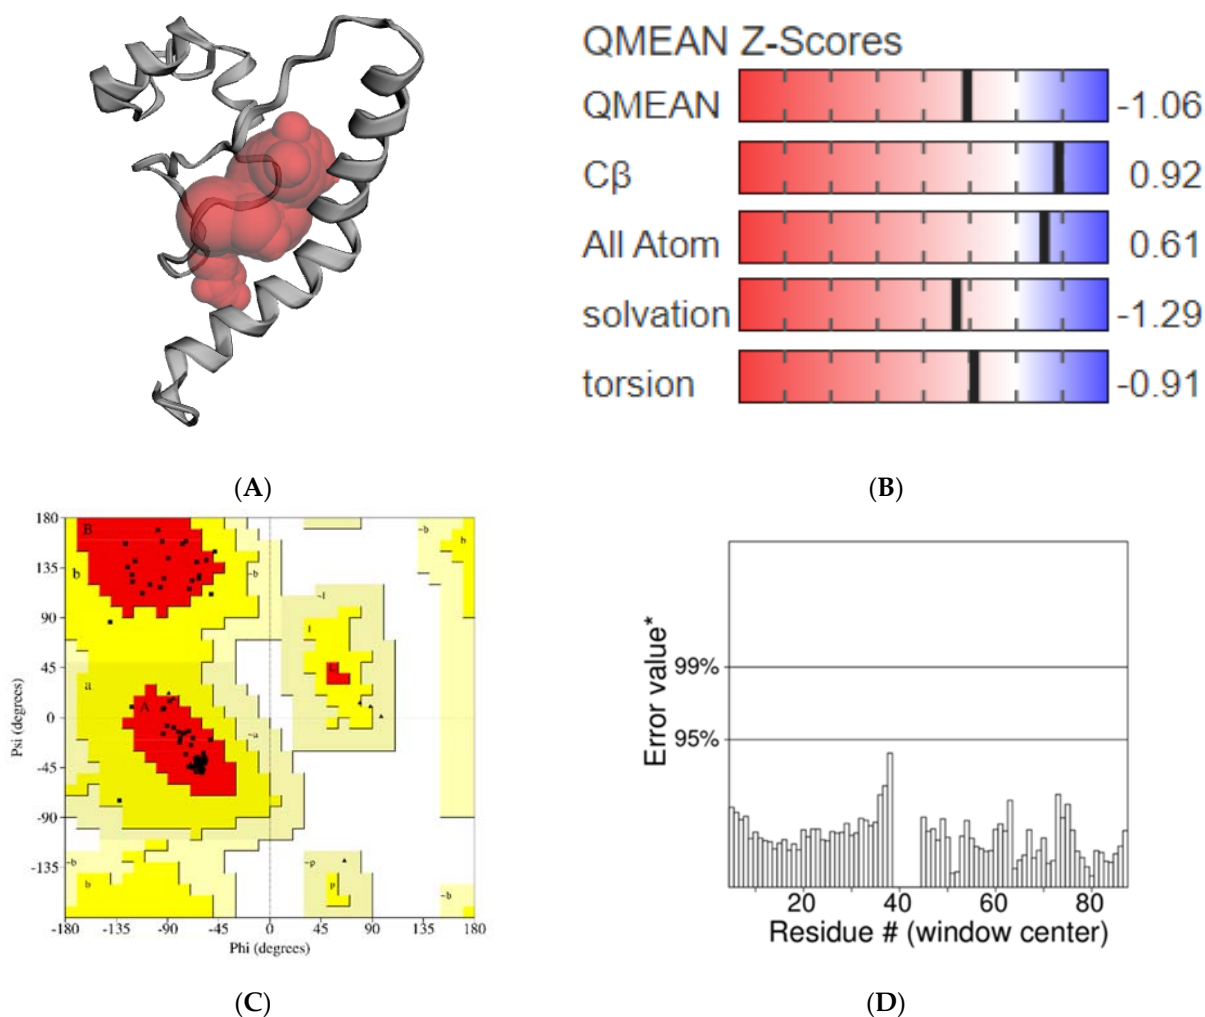 QMEAN Z-Scores
QMEAN -1.06
Cβ 0.92
All Atom 0.61
solvation -1.29
torsion -0.91
(A)
(B)
180
135
90
45
0
-45
-90
-135
-180 -135 -90 -45 0 45 90 135 180
Psi (degrees)
Phi (degrees)
B
b
~b
~b
b
~l
l
a
A
~a
~b
b
~p
p
~b
Error value*
99%
95%
20 40 60 80
Residue # (window center)
(C)
(D)